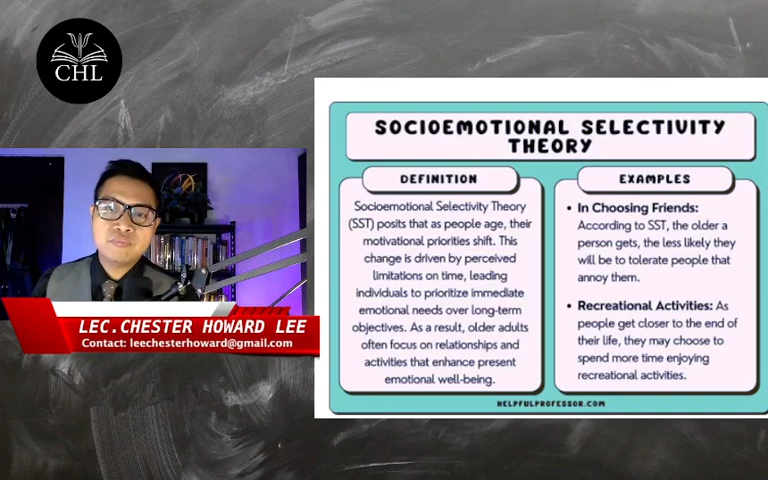 CHL
SOCIOEMOTIONAL SELECTIVITY
THEORY
DEFINITION
Socioemotional Selectivity Theory
(SST) posits that as people age, their
motivational priorities shift. This
change is driven by perceived
limitations on time, leading
individuals to prioritize immediate
emotional needs over long-term
objectives. As a result, older adults
often focus on relationships and
activities that enhance present
emotional well-being.
EXAMPLES
• In Choosing Friends:
According to SST, the older a
person gets, the less likely they
will be to tolerate people that
annoy them.
• Recreational Activities: As
people get closer to the end of
their life, they may choose to
spend more time enjoying
recreational activities.
HELPFULPROFESSOR.COM
LEC.CHESTER HOWARD LEE
Contact: leechesterhoward@gmail.com